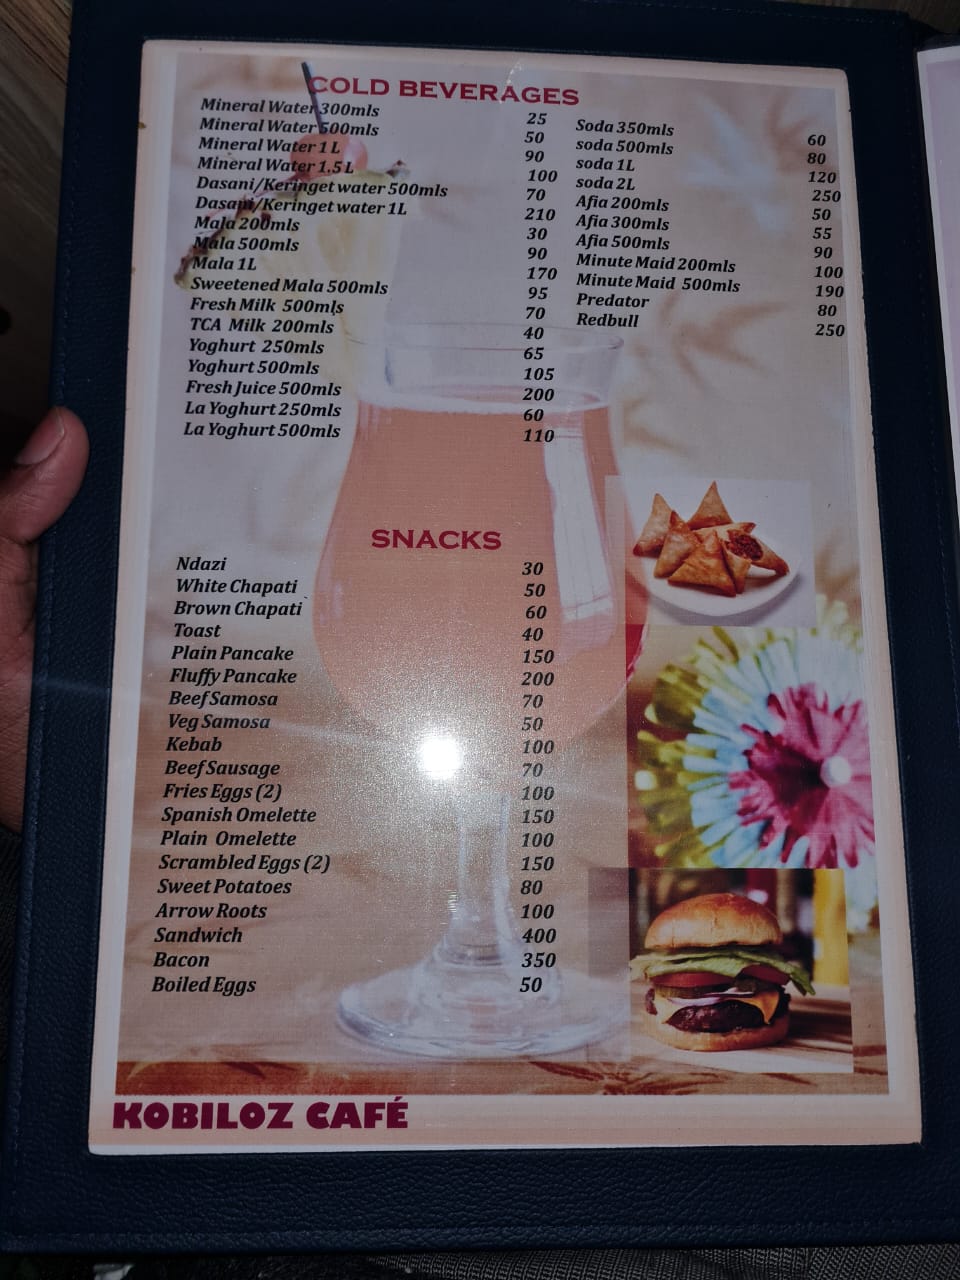 COLD BEVERAGES
Mineral Water 300mls 25
Mineral Water 500mls 50
Mineral Water 1 L 90
Mineral Water 1.5 L 100
Dasani/Keringet water 500mls 70
Dasani/Keringet water 1L 210
Mala 200mls 30
Mala 500mls 90
Mala 1L 170
Sweetened Mala 500mls 95
Fresh Milk 500mls 70
TCA Milk 200mls 40
Yoghurt 250mls 65
Yoghurt 500mls 105
Fresh Juice 500mls 200
La Yoghurt 250mls 60
La Yoghurt 500mls 110
Soda 350mls 60
soda 500mls 80
soda 1L 120
soda 2L 250
Afia 200mls 50
Afia 300mls 55
Afia 500mls 90
Minute Maid 200mls 100
Minute Maid 500mls 190
Predator 80
Redbull 250
SNACKS
Ndazi 30
White Chapati 50
Brown Chapati 60
Toast 40
Plain Pancake 150
Fluffy Pancake 200
Beef Samosa 70
Veg Samosa 50
Kebab 100
Beef Sausage 70
Fries Eggs (2) 100
Spanish Omelette 150
Plain Omelette 100
Scrambled Eggs (2) 150
Sweet Potatoes 80
Arrow Roots 100
Sandwich 400
Bacon 350
Boiled Eggs 50
KOBILOZ CAFÉ